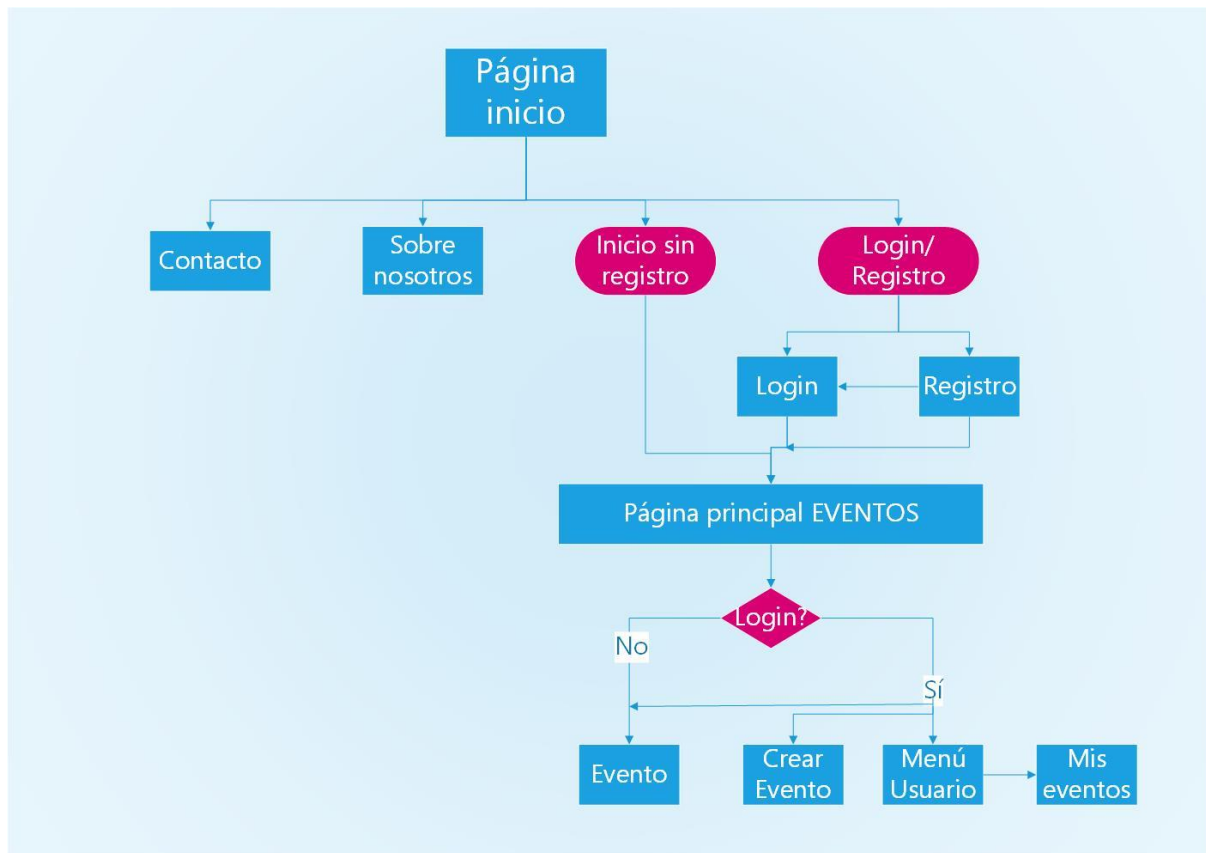 Página
inicio
Contacto
Sobre
nosotros
Inicio sin
registro
Login/
Registro
Login
Registro
Página principal EVENTOS
Login?
No
Sí
Evento
Crear
Evento
Menú
Usuario
Mis
eventos